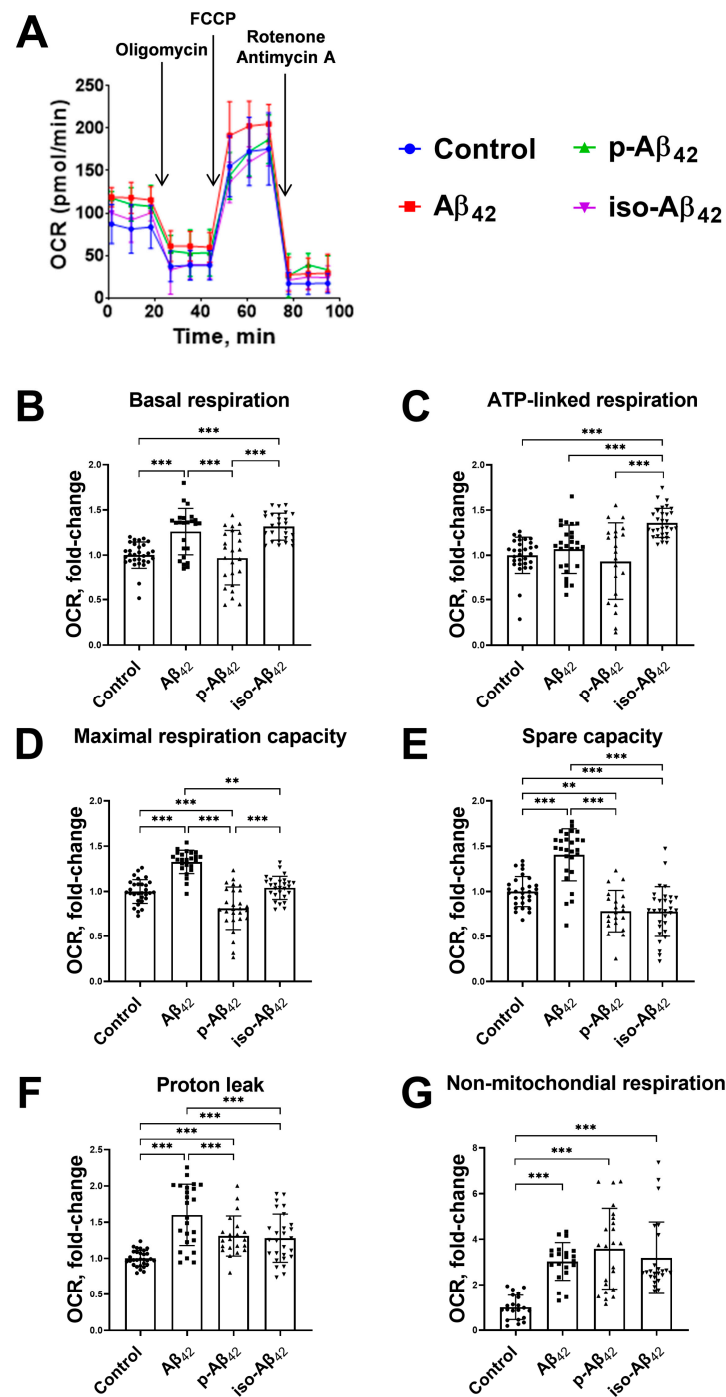 A
FCCP
Oligomycin
Rotenone
Antimycin A
OCR (pmol/min)
250
200
150
100
50
0
0 20 40 60 80 100
Time, min
Control
Aβ42
p-Aβ42
iso-Aβ42
B
Basal respiration
***
*** *** ***
OCR, fold-change
2.0
1.5
1.0
0.5
0.0
Control Aβ42 p-Aβ42 iso-Aβ42
C
ATP-linked respiration
***
***
***
OCR, fold-change
2.0
1.5
1.0
0.5
0.0
Control Aβ42 p-Aβ42 iso-Aβ42
D
Maximal respiration capacity
**
***
*** *** ***
OCR, fold-change
2.0
1.5
1.0
0.5
0.0
Control Aβ42 p-Aβ42 iso-Aβ42
E
Spare capacity
***
***
**
*** ***
OCR, fold-change
2.0
1.5
1.0
0.5
0.0
Control Aβ42 p-Aβ42 iso-Aβ42
F
Proton leak
***
***
***
*** ***
OCR, fold-change
2.5
2.0
1.5
1.0
0.5
0.0
Control Aβ42 p-Aβ42 iso-Aβ42
G
Non-mitochondial respiration
***
***
***
OCR, fold-change
8
6
4
2
0
Control Aβ42 p-Aβ42 iso-Aβ42